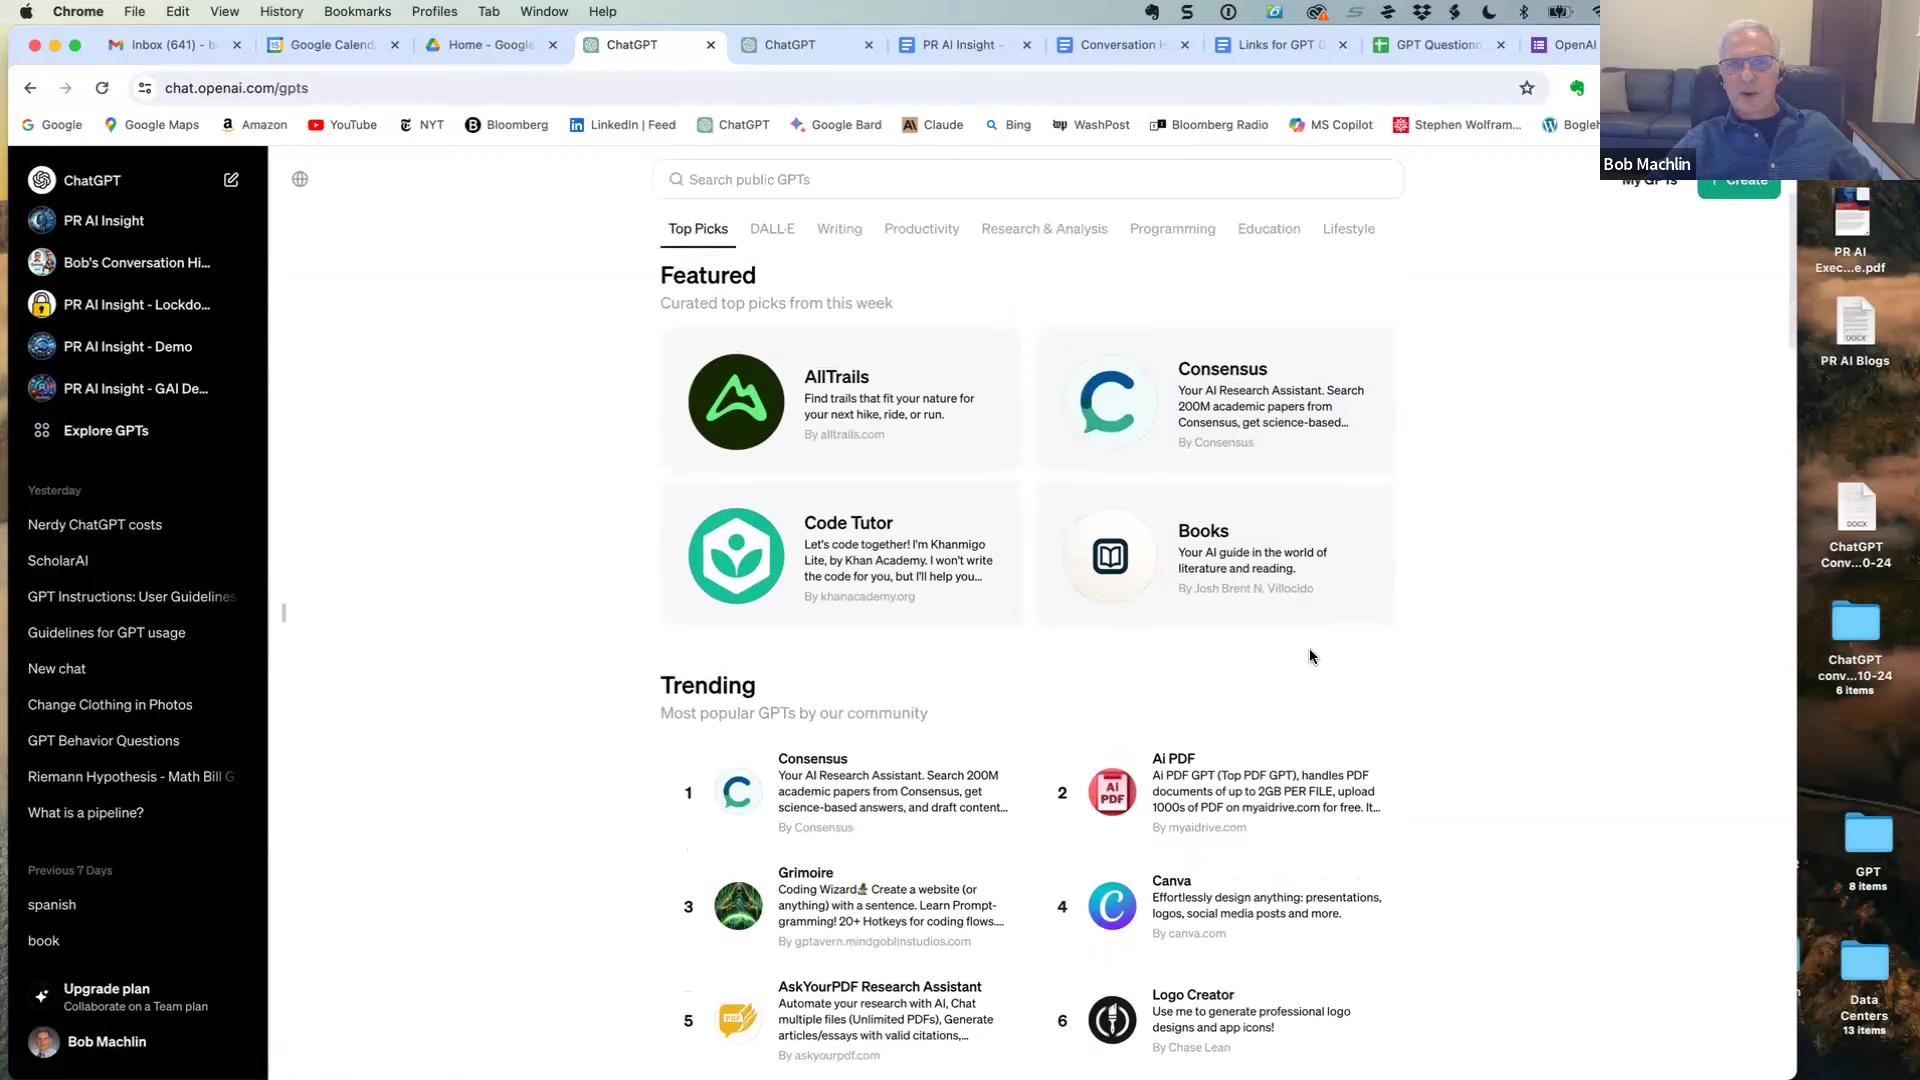 Chrome File Edit View History Bookmarks Profiles Tab Window Help
Inbox (641) - b
Google Calend
Home - Google
ChatGPT
ChatGPT
PR AI Insight -
Conversation H
Links for GPT
GPT Questionn
OpenAI
chat.openai.com/gpts
Google
Google Maps
Amazon
YouTube
NYT
Bloomberg
LinkedIn | Feed
ChatGPT
Google Bard
Claude
Bing
WashPost
Bloomberg Radio
MS Copilot
Stephen Wolfram...
Bogleh
Bob Machlin
ChatGPT
PR AI Insight
Bob's Conversation Hi...
PR AI Insight - Lockdo...
PR AI Insight - Demo
PR AI Insight - GAI De...
Explore GPTs
Yesterday
Nerdy ChatGPT costs
ScholarAI
GPT Instructions: User Guidelines
Guidelines for GPT usage
New chat
Change Clothing in Photos
GPT Behavior Questions
Riemann Hypothesis - Math Bill G
What is a pipeline?
Previous 7 Days
spanish
book
Upgrade plan
Collaborate on a Team plan
Bob Machlin
Search public GPTs
My GPTs
+ Create
Top Picks
DALL·E
Writing
Productivity
Research & Analysis
Programming
Education
Lifestyle
Featured
Curated top picks from this week
AllTrails
Find trails that fit your nature for
your next hike, ride, or run.
By alltrails.com
Consensus
Your AI Research Assistant. Search
200M academic papers from
Consensus, get science-based...
By Consensus
Code Tutor
Let's code together! I'm Khanmigo
Lite, by Khan Academy. I won't write
the code for you, but I'll help you...
By khanacademy.org
Books
Your AI guide in the world of
literature and reading.
By Josh Brent N. Villocido
Trending
Most popular GPTs by our community
1
Consensus
Your AI Research Assistant. Search 200M
academic papers from Consensus, get
science-based answers, and draft content...
By Consensus
2
AI PDF
Ai PDF
Ai PDF GPT (Top PDF GPT), handles PDF
documents of up to 2GB PER FILE, upload
1000s of PDF on myaidrive.com for free. It...
By myaidrive.com
3
Grimoire
Coding Wizard🧙‍♂️ Create a website (or
anything) with a sentence. Learn Prompt-
gramming! 20+ Hotkeys for coding flows....
By gptavern.mindgoblinstudios.com
4
Canva
Effortlessly design anything: presentations,
logos, social media posts and more.
By canva.com
5
PDF
AskYourPDF Research Assistant
Automate your research with AI, Chat
multiple files (Unlimited PDFs), Generate
articles/essays with valid citations,...
By askyourpdf.com
6
Logo Creator
Use me to generate professional logo
designs and app icons!
By Chase Lean
PR AI
Exec...e.pdf
DOCX
PR AI Blogs
DOCX
ChatGPT
Conv...0-24
ChatGPT
conv...10-24
6 items
GPT
8 items
Data
Centers
13 items